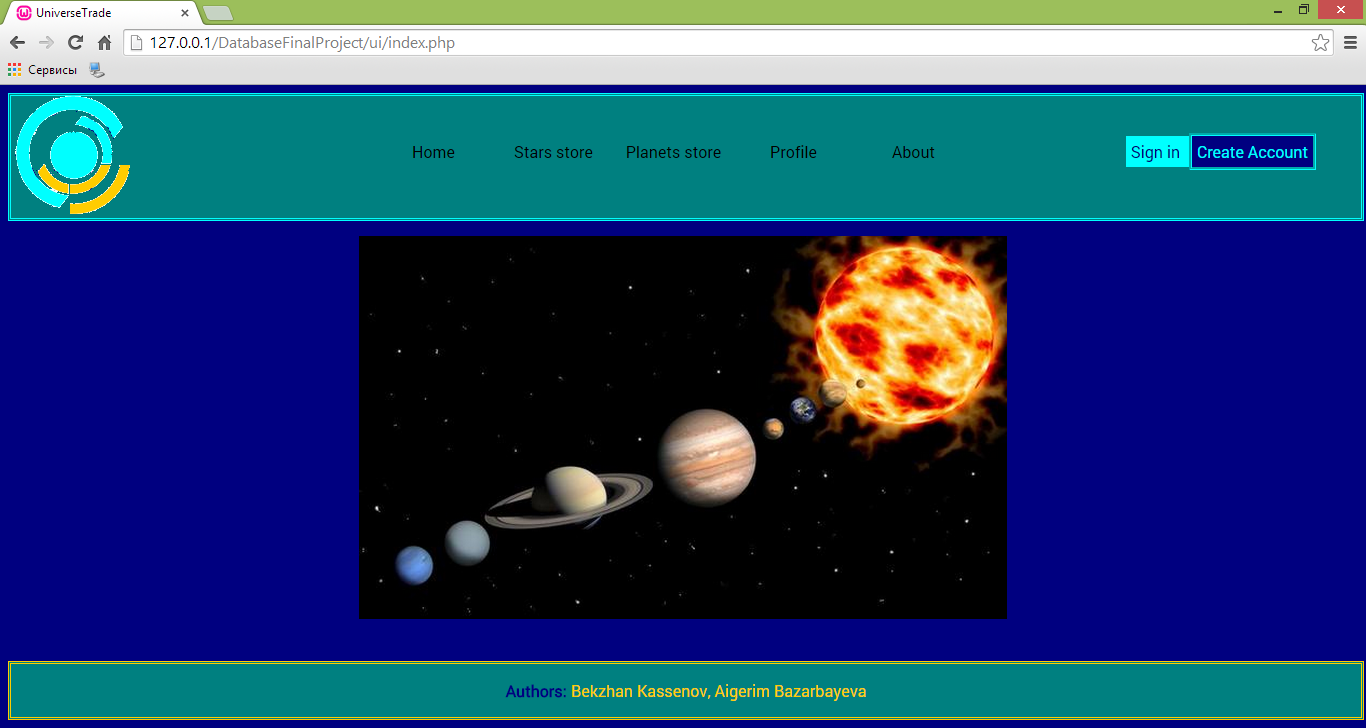 UniverseTrade
127.0.0.1/DatabaseFinalProject/ui/index.php
Сервисы
Home Stars store Planets store Profile About Sign in Create Account
Authors: Bekzhan Kassenov, Aigerim Bazarbayeva